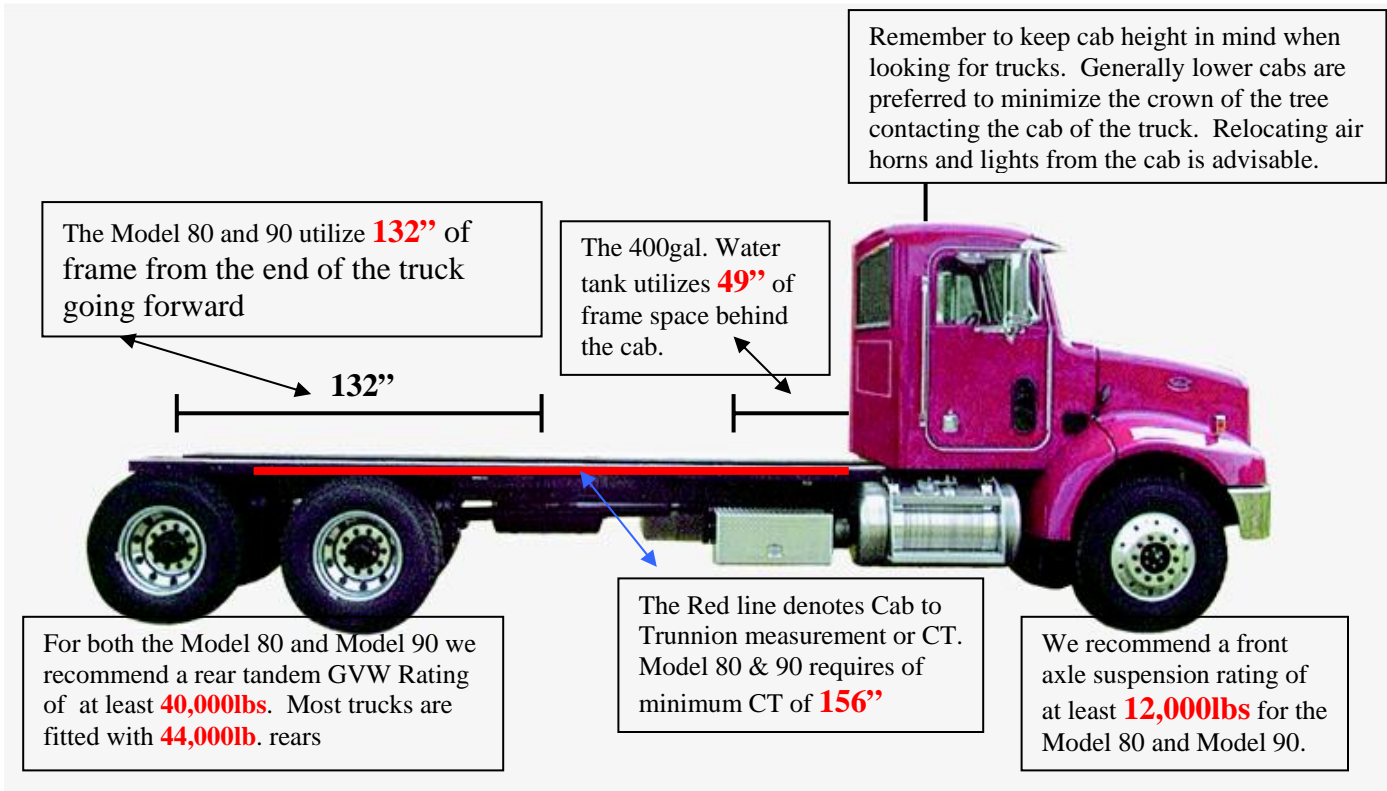 Remember to keep cab height in mind when
looking for trucks. Generally lower cabs are
preferred to minimize the crown of the tree
contacting the cab of the truck. Relocating air
horns and lights from the cab is advisable.
The Model 80 and 90 utilize 132” of
frame from the end of the truck
going forward
The 400gal. Water
tank utilizes 49” of
frame space behind
the cab.
132”
For both the Model 80 and Model 90 we
recommend a rear tandem GVW Rating
of at least 40,000lbs. Most trucks are
fitted with 44,000lb. rears
The Red line denotes Cab to
Trunnion measurement or CT.
Model 80 & 90 requires of
minimum CT of 156”
We recommend a front
axle suspension rating of
at least 12,000lbs for the
Model 80 and Model 90.